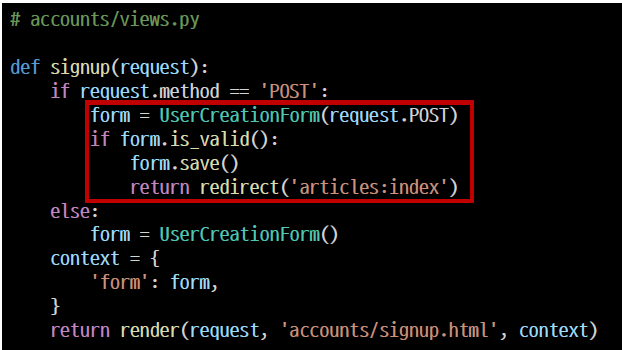 # accounts/views.py
def signup(request):
    if request.method == 'POST':
        form = UserCreationForm(request.POST)
        if form.is_valid():
            form.save()
            return redirect('articles:index')
    else:
        form = UserCreationForm()
    context = {
        'form': form,
    }
    return render(request, 'accounts/signup.html', context)